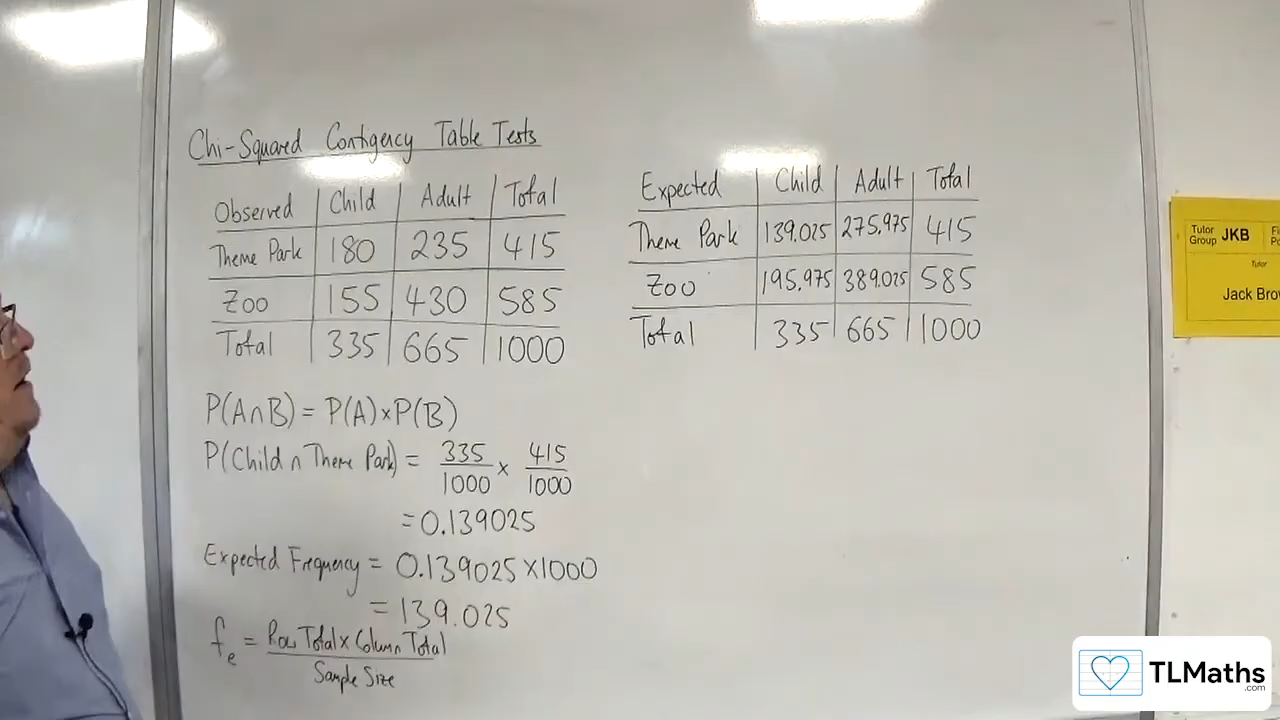 Chi-Squared Contigency Table Tests
Observed Child Adult Total
Theme Park 180 235 415
Zoo 155 430 585
Total 335 665 1000
P(A∩B) = P(A)×P(B)
P(Child ∩ Theme Park) = 335/1000 × 415/1000
= 0.139025
Expected Frequency = 0.139025×1000
= 139.025
fₑ = Row Total × Column Total / Sample Size
Expected Child Adult Total
Theme Park 139.025 275.975 415
Zoo 195.975 389.025 585
Total 335 665 1000
Tutor Group JKB
Tutor
TLMaths
.com